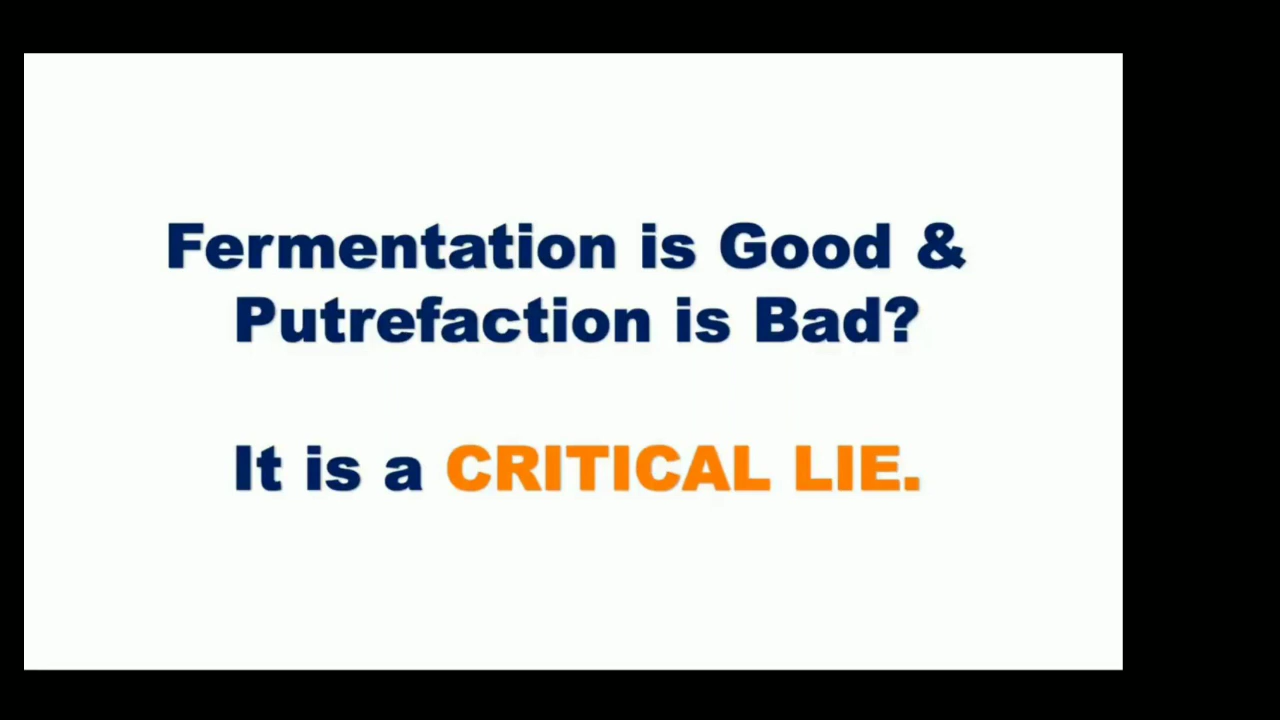 Fermentation is Good &
Putrefaction is Bad?
It is a CRITICAL LIE.